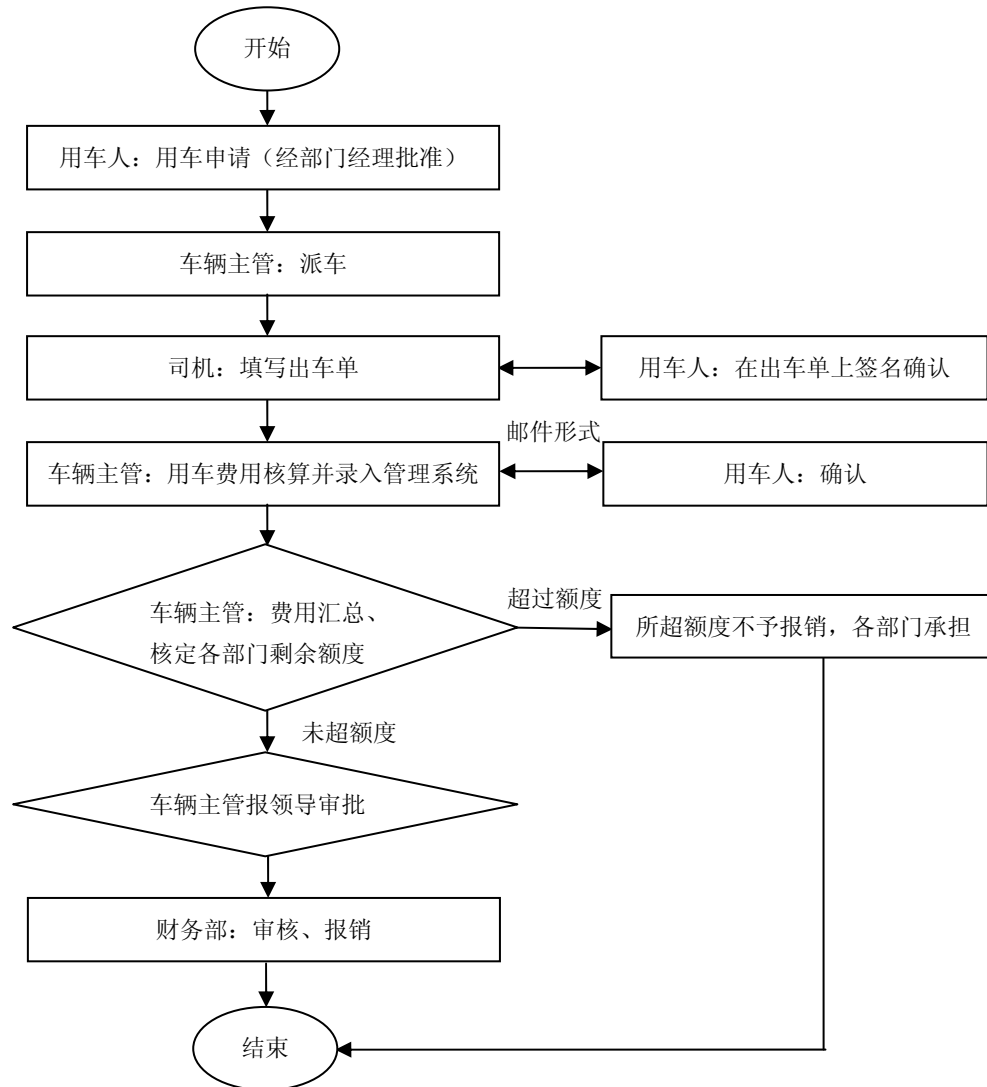 开始
用车人：用车申请（经部门经理批准）
车辆主管：派车
司机：填写出车单
用车人：在出车单上签名确认
邮件形式
车辆主管：用车费用核算并录入管理系统
用车人：确认
车辆主管：费用汇总、
核定各部门剩余额度
超过额度
所超额度不予报销，各部门承担
未超额度
车辆主管报领导审批
财务部：审核、报销
结束